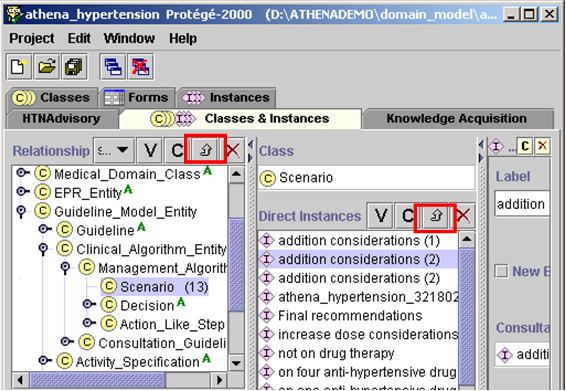 athena_hypertension Protégé-2000 (D:\ATHENADEMO\domain_model\a...
Project Edit Window Help
C Classes Forms I Instances
HTNAdvisory C I Classes & Instances Knowledge Acquisition
Relationship s... V C X
C Medical_Domain_Class A
C EPR_Entity A
C Guideline_Model_Entity
C Guideline A
C Clinical_Algorithm_Entity
C Management_Algorith
C Scenario (13)
C Decision A
C Action_Like_Step
C Consultation_Guideli
C Activity_Specification A
Class
C Scenario
Direct Instances V C X
I addition considerations (1)
I addition considerations (2)
I addition considerations (2)
I athena_hypertension_321802
I Final recommendations
I increase dose considerations
I not on drug therapy
I on four anti-hypertensive drug
I on one anti-hypertensive drug
I ... C X
Label
addition
New E
Consulta
I additi